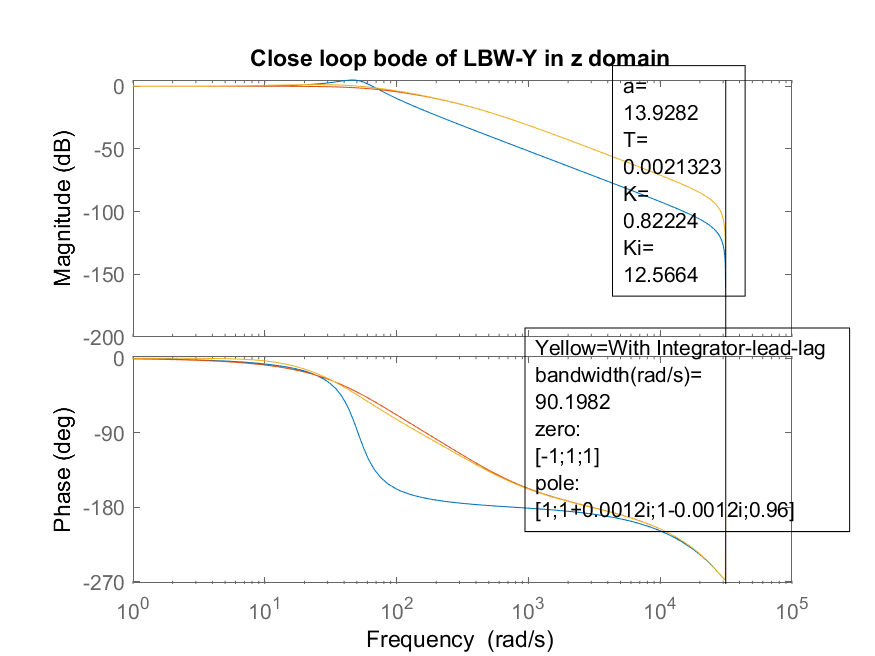 Close loop bode of LBW-Y in z domain
0
-50
-100
-150
-200
Magnitude (dB)
a=
13.9282
T=
0.0021323
K=
0.82224
Ki=
12.5664
0
-90
-180
-270
Phase (deg)
Yellow=With Integrator-lead-lag
bandwidth(rad/s)=
90.1982
zero:
[-1;1;1]
pole:
[1;1+0.0012i;1-0.0012i;0.96]
10^0 10^1 10^2 10^3 10^4 10^5
Frequency (rad/s)